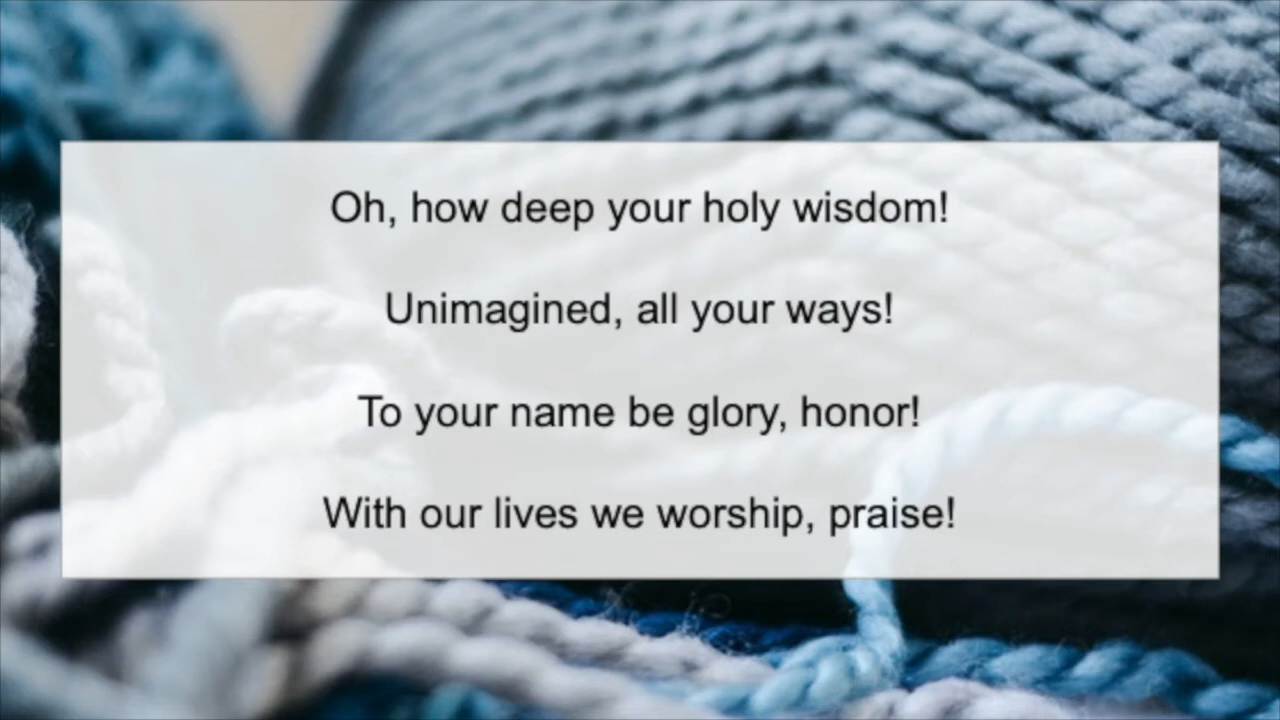 Oh, how deep your holy wisdom!
Unimagined, all your ways!
To your name be glory, honor!
With our lives we worship, praise!